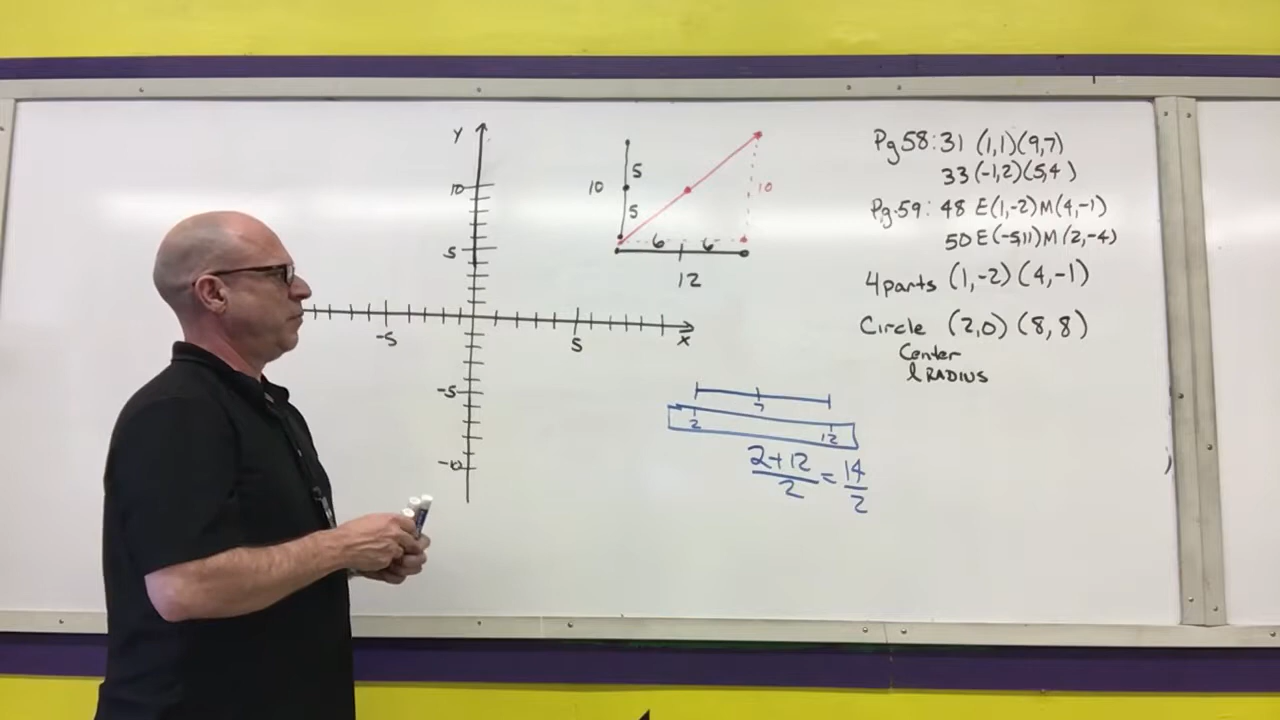 Y
10
5
-5
5
X
-5
-10
5
10
5
10
6 6
12
Pg 58: 31 (1,1)(9,7)
33 (-1,2)(5,4)
Pg. 59: 48 E(1,-2) M(4,-1)
50 E(-5,11) M(2,-4)
4 parts (1,-2) (4,-1)
Circle (2,0) (8,8)
Center
l RADIUS
7
2 12
2+12 = 14
2 2